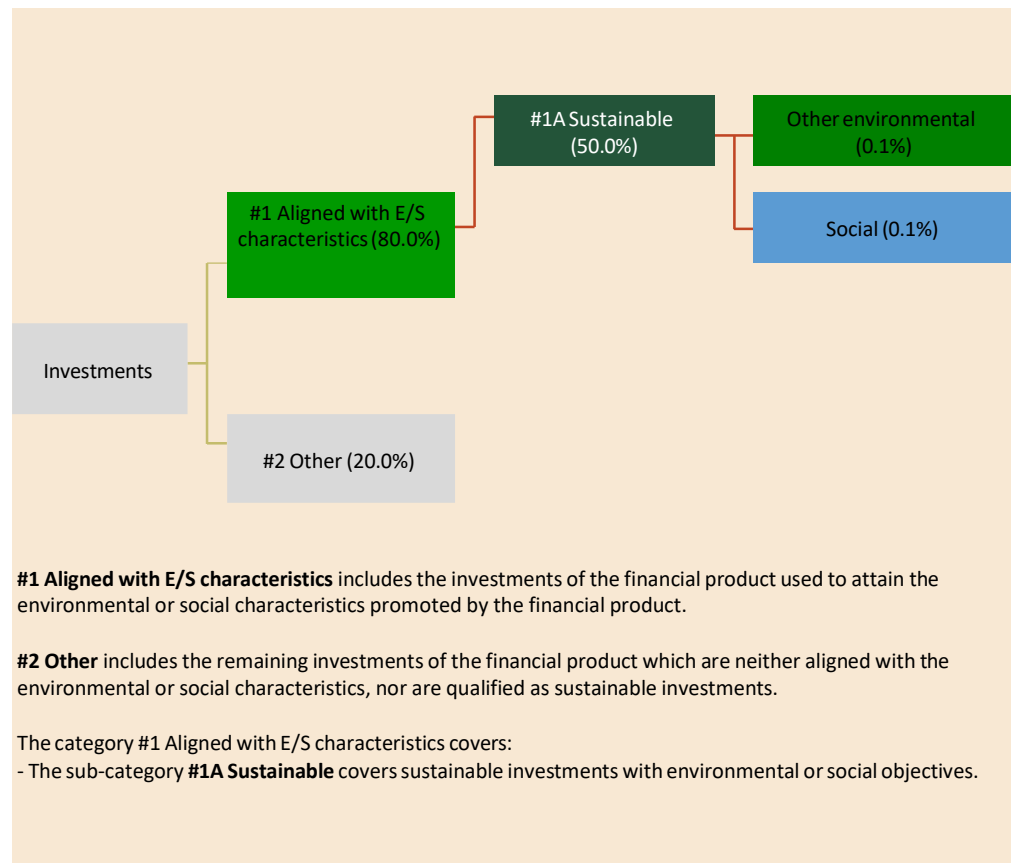 #1A Sustainable
(50.0%)
Other environmental
(0.1%)
#1 Aligned with E/S
characteristics (80.0%)
Social (0.1%)
Investments
#2 Other (20.0%)
#1 Aligned with E/S characteristics includes the investments of the financial product used to attain the
environmental or social characteristics promoted by the financial product.
#2 Other includes the remaining investments of the financial product which are neither aligned with the
environmental or social characteristics, nor are qualified as sustainable investments.
The category #1 Aligned with E/S characteristics covers:
- The sub-category #1A Sustainable covers sustainable investments with environmental or social objectives.